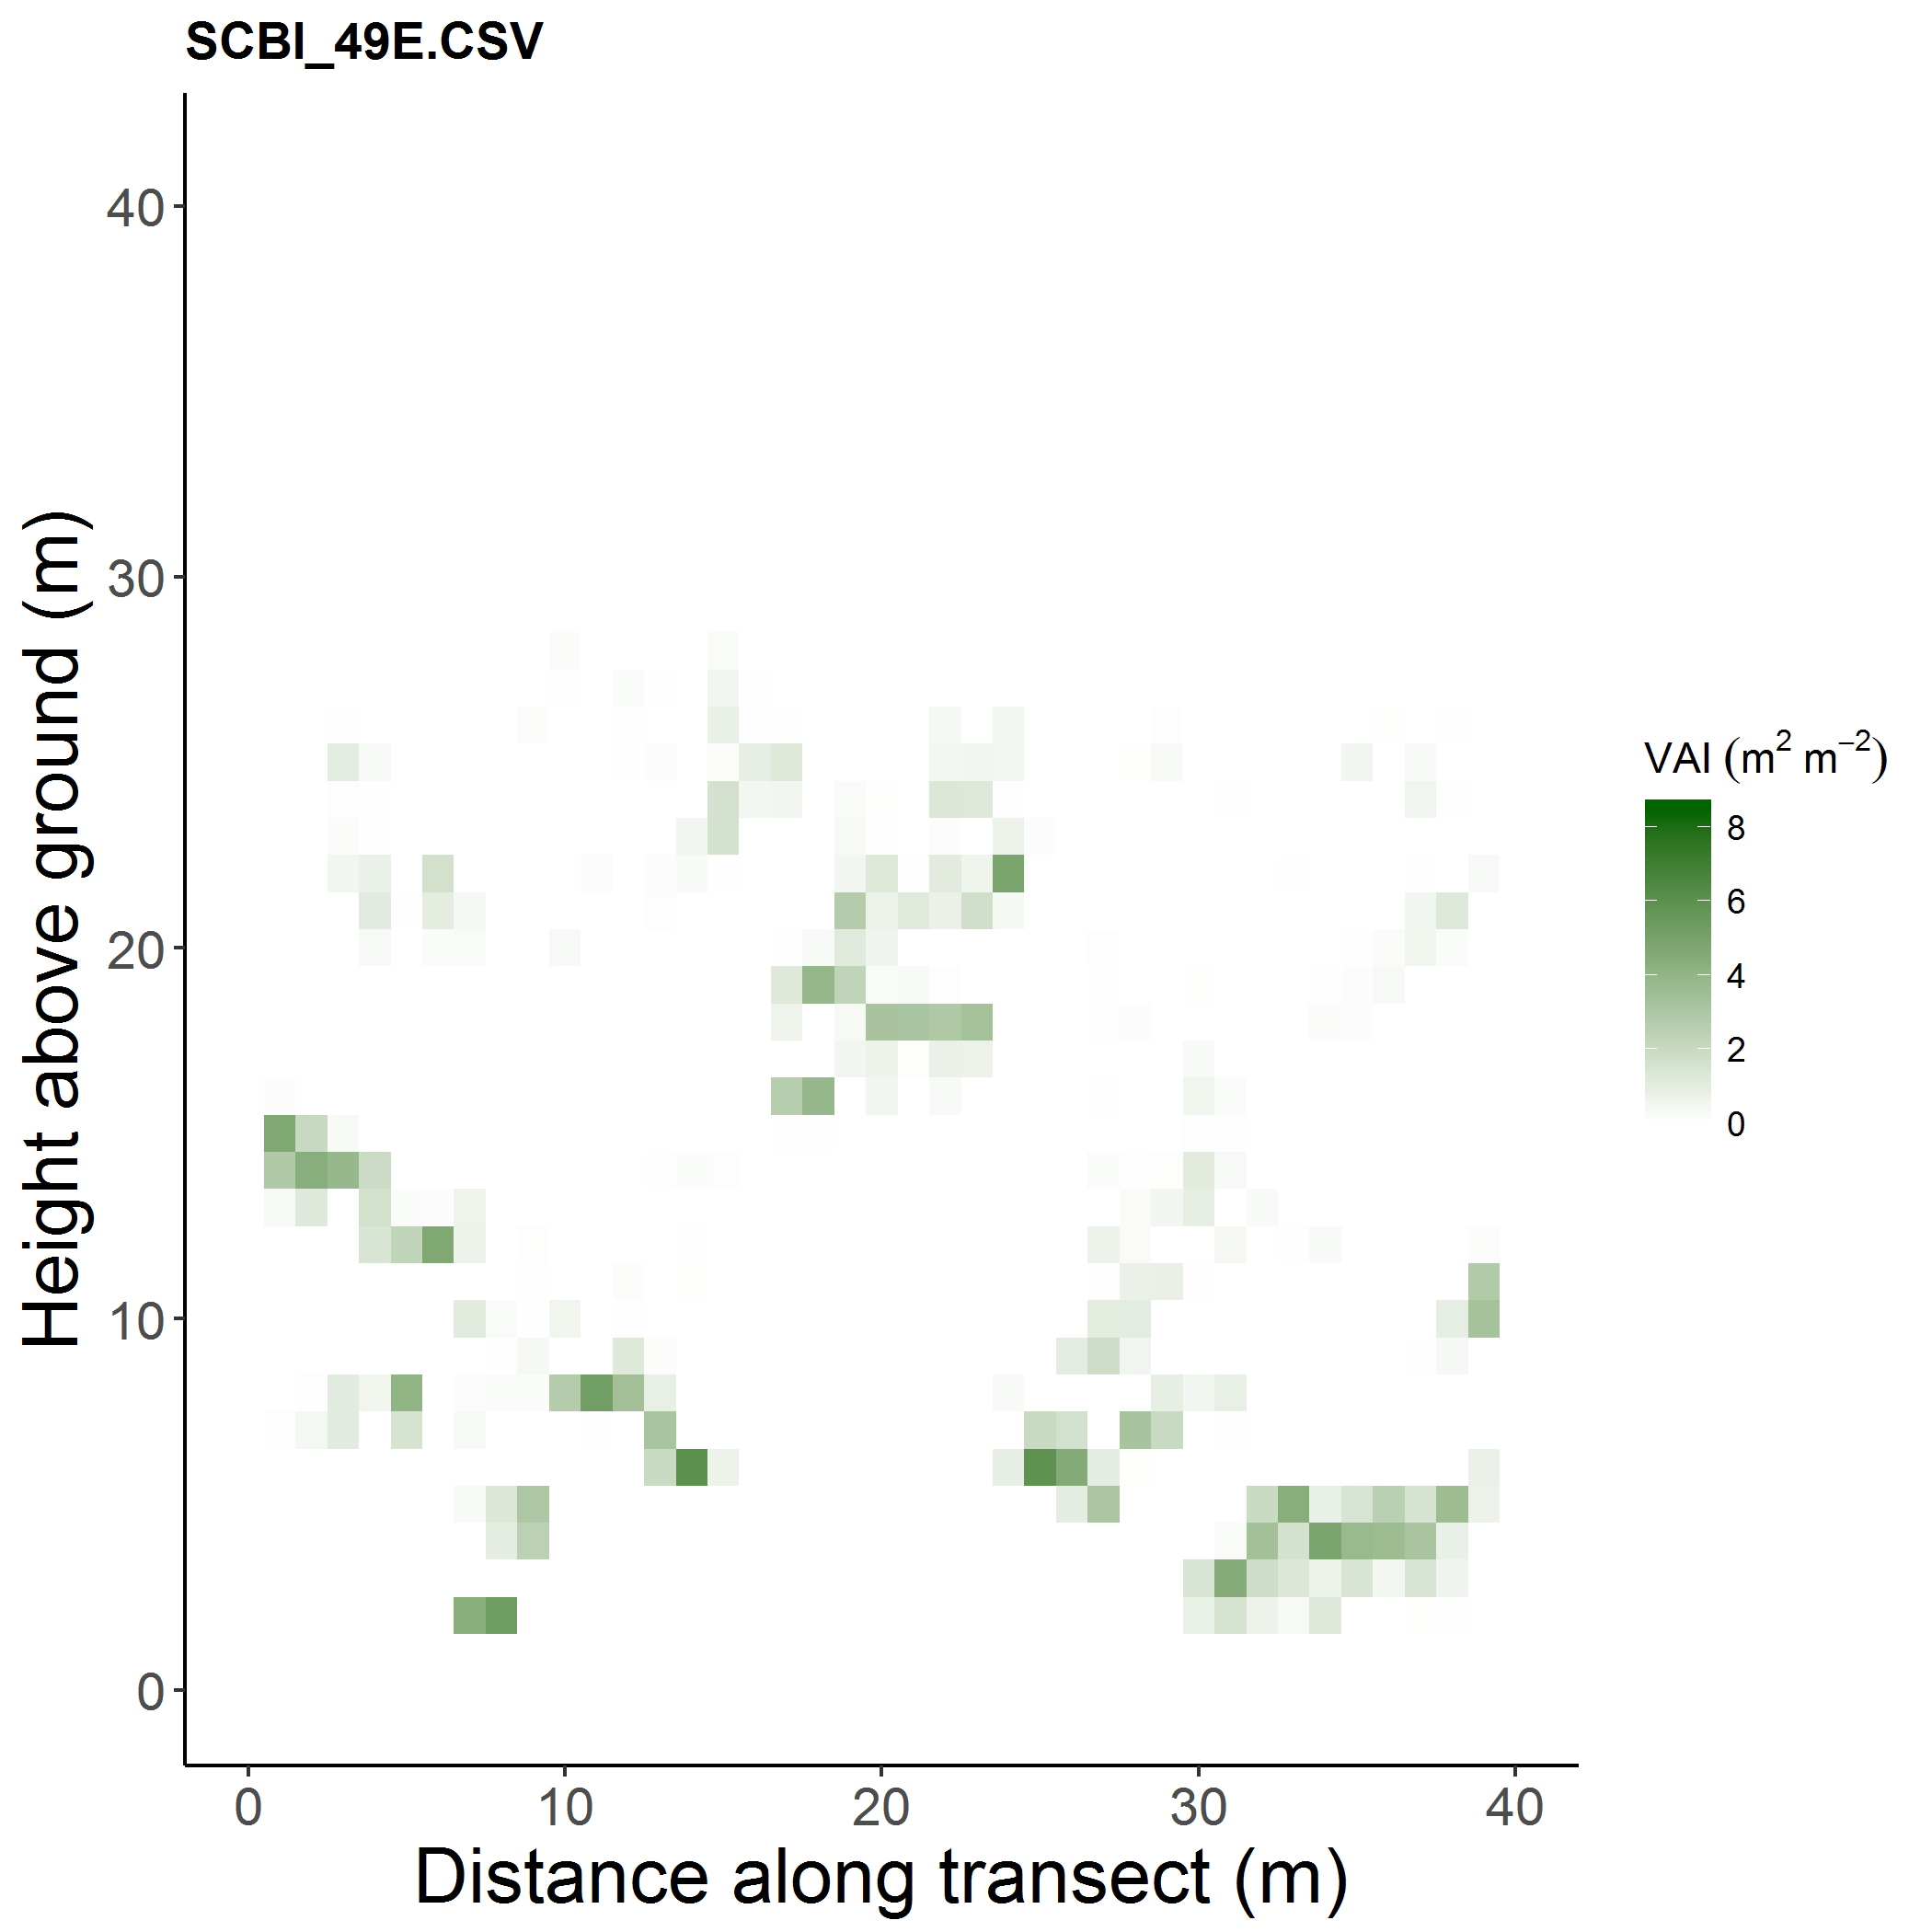 SCBI_49E.CSV
40
30
20
10
0
Height above ground (m)
0 10 20 30 40
Distance along transect (m)
VAI (m² m⁻²)
8
6
4
2
0